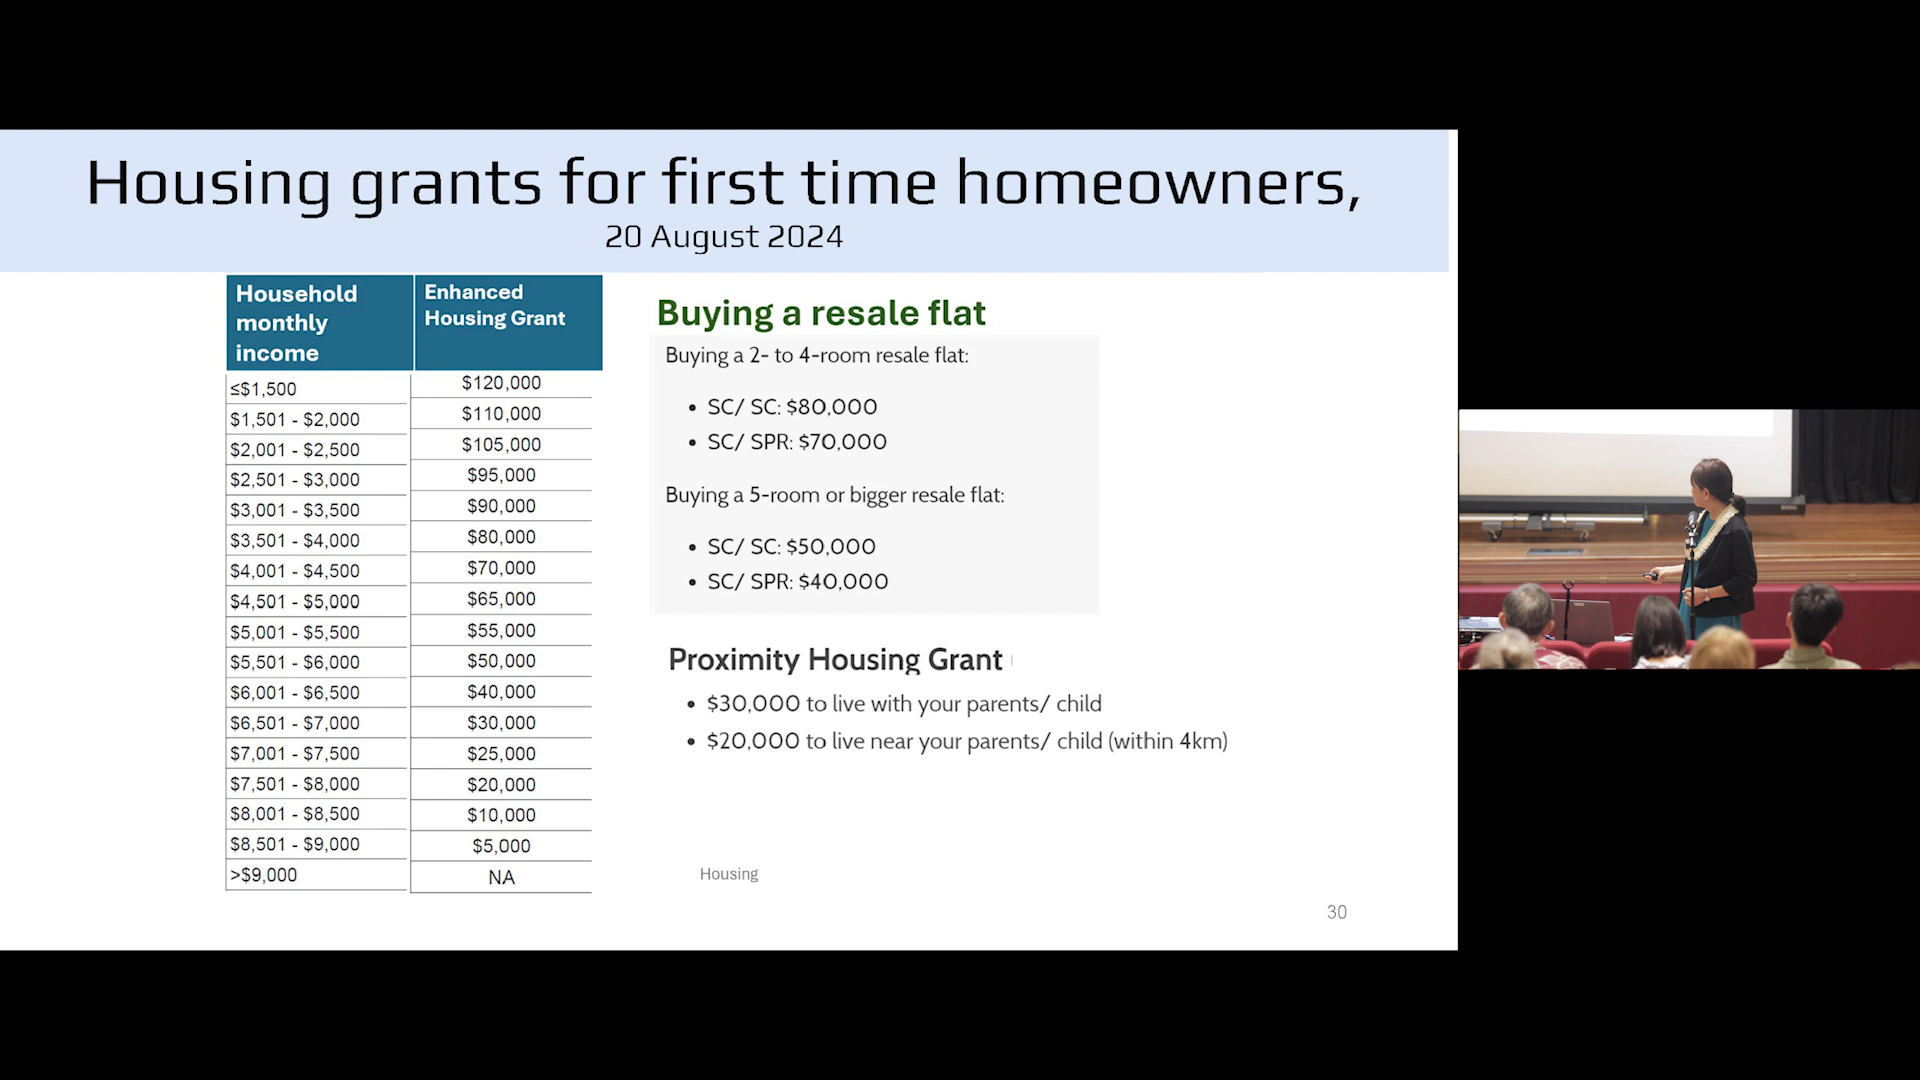 Housing grants for first time homeowners,
20 August 2024
Household monthly income
Enhanced Housing Grant
≤$1,500 $120,000
$1,501 - $2,000 $110,000
$2,001 - $2,500 $105,000
$2,501 - $3,000 $95,000
$3,001 - $3,500 $90,000
$3,501 - $4,000 $80,000
$4,001 - $4,500 $70,000
$4,501 - $5,000 $65,000
$5,001 - $5,500 $55,000
$5,501 - $6,000 $50,000
$6,001 - $6,500 $40,000
$6,501 - $7,000 $30,000
$7,001 - $7,500 $25,000
$7,501 - $8,000 $20,000
$8,001 - $8,500 $10,000
$8,501 - $9,000 $5,000
>$9,000 NA
Buying a resale flat
Buying a 2- to 4-room resale flat:
• SC/ SC: $80,000
• SC/ SPR: $70,000
Buying a 5-room or bigger resale flat:
• SC/ SC: $50,000
• SC/ SPR: $40,000
Proximity Housing Grant
• $30,000 to live with your parents/ child
• $20,000 to live near your parents/ child (within 4km)
Housing
30